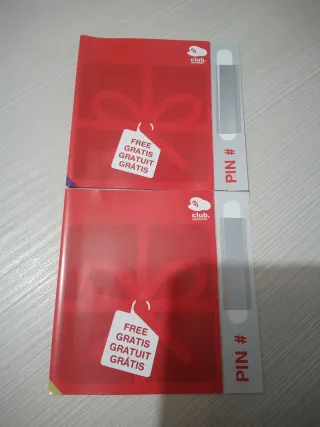 club.
FREE
GRATIS
GRATUIT
GRÁTIS
PIN #
club.
FREE
GRATIS
GRATUIT
GRÁTIS
PIN #